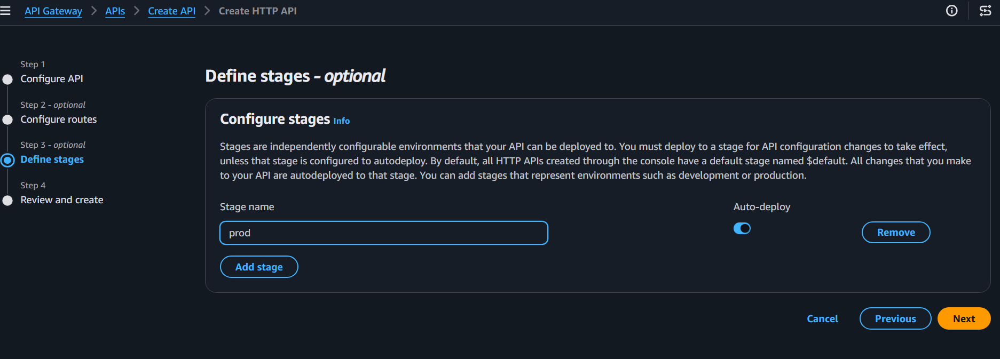 API Gateway > APIs > Create API > Create HTTP API
Step 1
Configure API
Step 2 - optional
Configure routes
Step 3 - optional
Define stages
Step 4
Review and create
Define stages - optional
Configure stages Info
Stages are independently configurable environments that your API can be deployed to. You must deploy to a stage for API configuration changes to take effect,
unless that stage is configured to autodeploy. By default, all HTTP APIs created through the console have a default stage named $default. All changes that you make
to your API are autodeployed to that stage. You can add stages that represent environments such as development or production.
Stage name
Auto-deploy
prod
Remove
Add stage
Cancel
Previous
Next